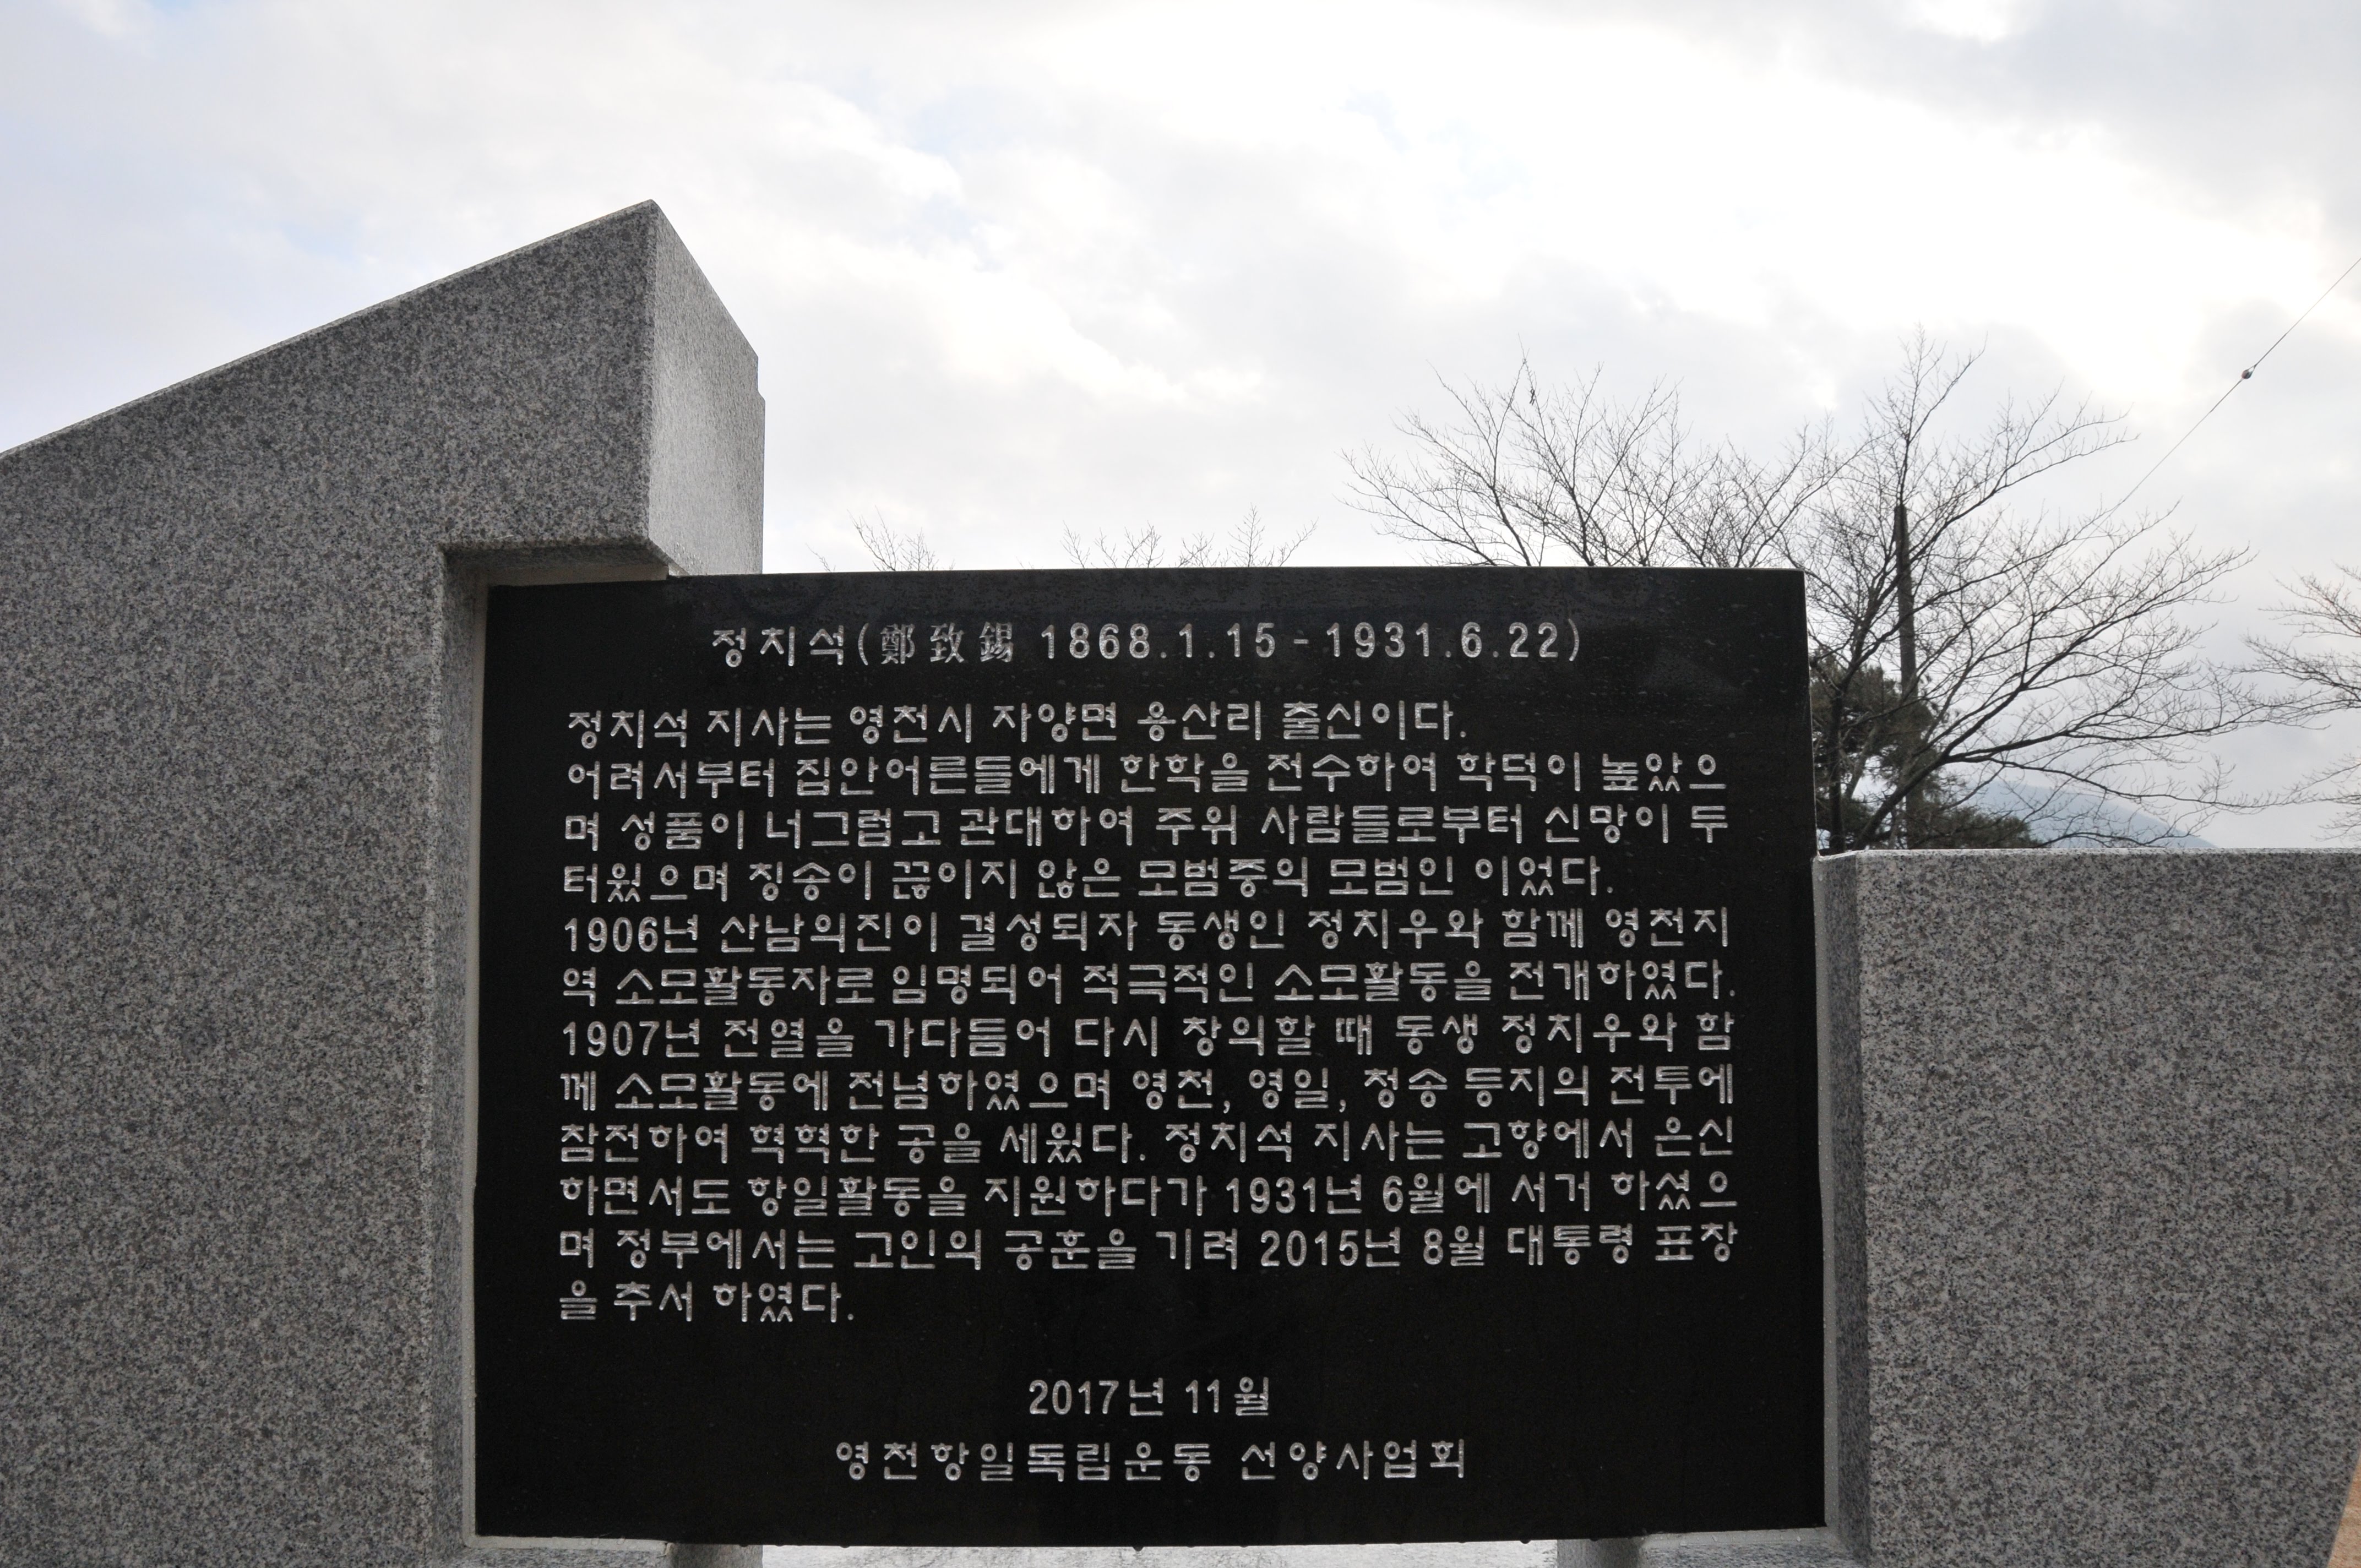 정치석(鄭致錫 1868.1.15-1931.6.22)
정치석 지사는 영천시 자양면 용산리 출신이다.
어려서부터 집안어른들에게 한학을 전수하여 학덕이 높았으
며 성품이 너그럽고 관대하여 주위 사람들로부터 신망이 두
터웠으며 칭송이 끊이지 않은 모범중의 모범인 이었다.
1906년 산남의진이 결성되자 동생인 정치우와 함께 영천지
역 소모활동자로 임명되어 적극적인 소모활동을 전개하였다.
1907년 전열을 가다듬어 다시 창의할 때 동생 정치우와 함
께 소모활동에 전념하였으며 영천, 영일, 청송 등지의 전투에
참전하여 혁혁한 공을 세웠다. 정치석 지사는 고향에서 은신
하면서도 항일활동을 지원하다가 1931년 6월에 서거 하셨으
며 정부에서는 고인의 공훈을 기려 2015년 8월 대통령 표창
을 추서 하였다.
2017년 11월
영천항일독립운동 선양사업회